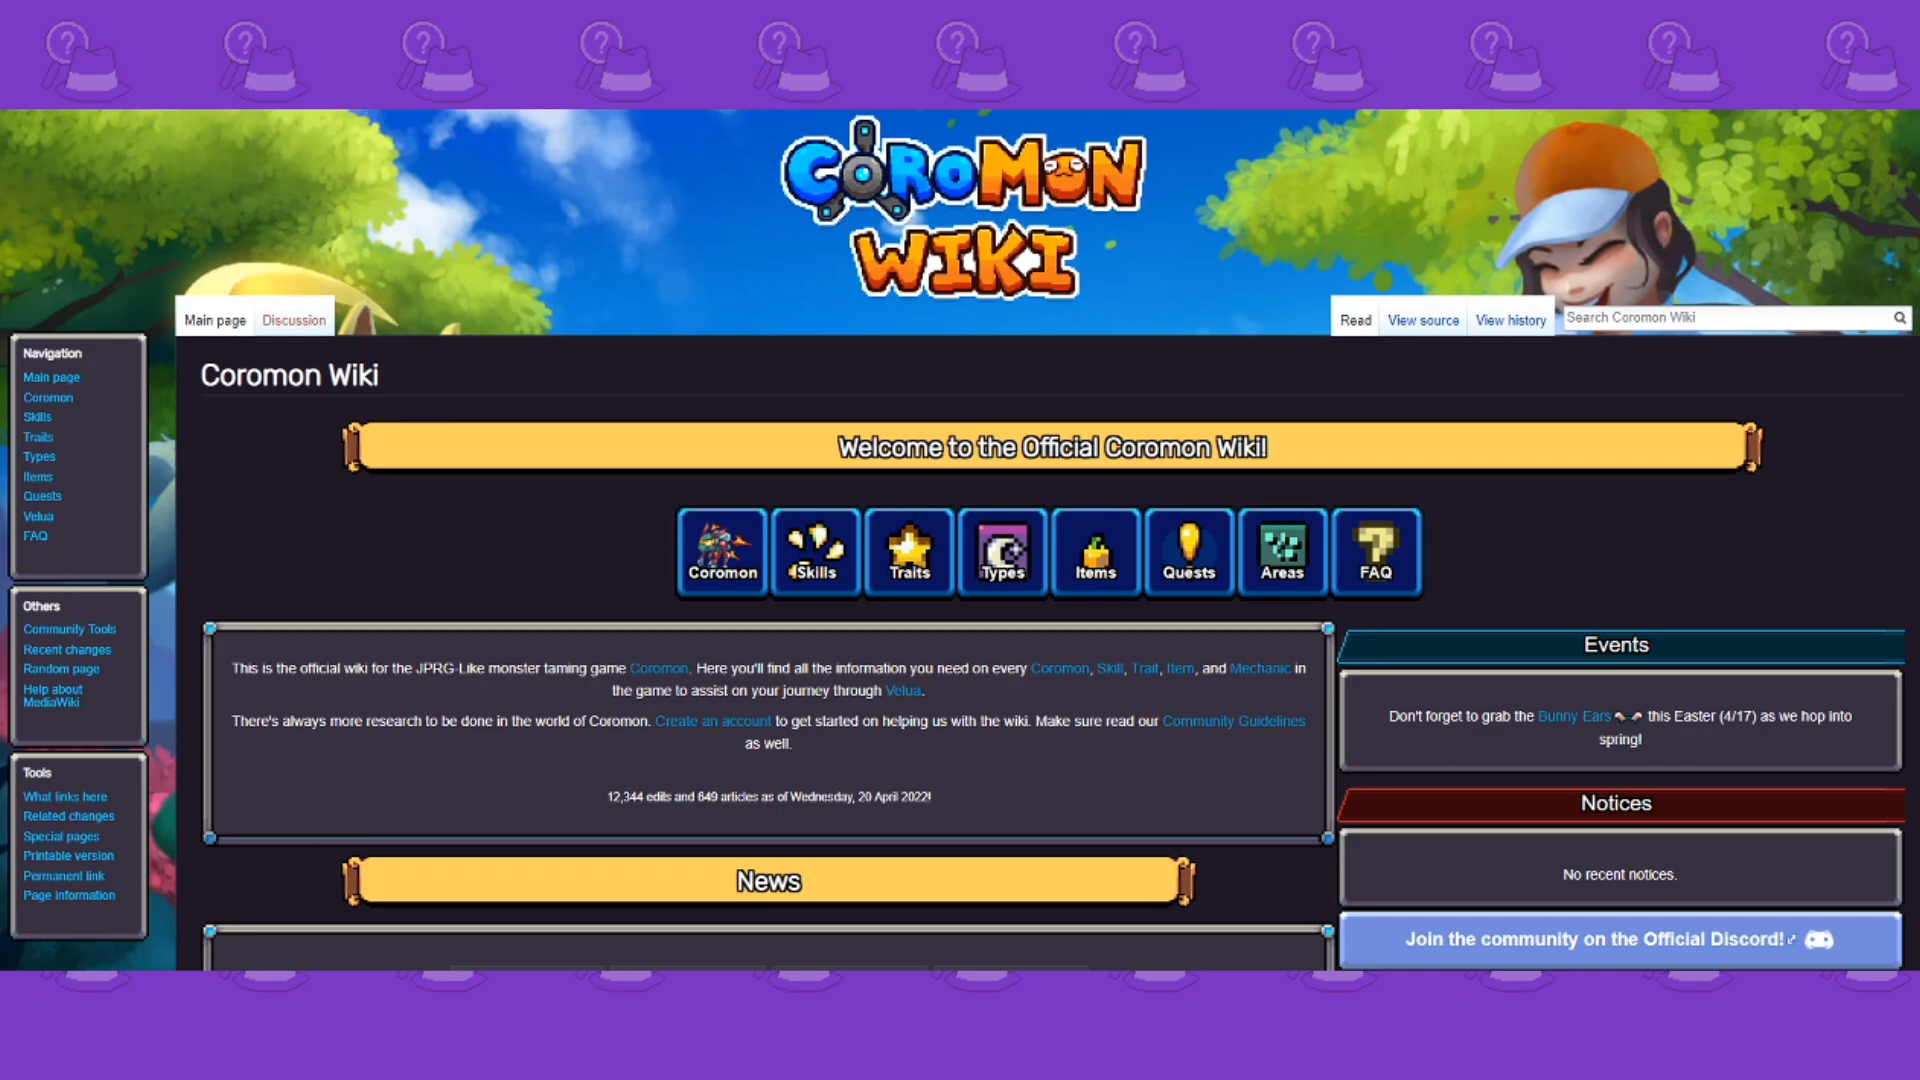 COROMON
WIKI
Main page Discussion
Read View source View history
Search Coromon Wiki
Navigation
Main page
Coromon
Skills
Traits
Types
Items
Quests
Velua
FAQ
Others
Community Tools
Recent changes
Random page
Help about
MediaWiki
Tools
What links here
Related changes
Special pages
Printable version
Permanent link
Page information
Coromon Wiki
Welcome to the Official Coromon Wiki!
Coromon Skills Traits Types Items Quests Areas FAQ
This is the official wiki for the JPRG-Like monster taming game Coromon. Here you'll find all the information you need on every Coromon, Skill, Trait, Item, and Mechanic in
the game to assist on your journey through Velua.
There's always more research to be done in the world of Coromon. Create an account to get started on helping us with the wiki. Make sure read our Community Guidelines
as well.
12,344 edits and 649 articles as of Wednesday, 20 April 2022!
News
Events
Don't forget to grab the Bunny Ears this Easter (4/17) as we hop into
spring!
Notices
No recent notices.
Join the community on the Official Discord!